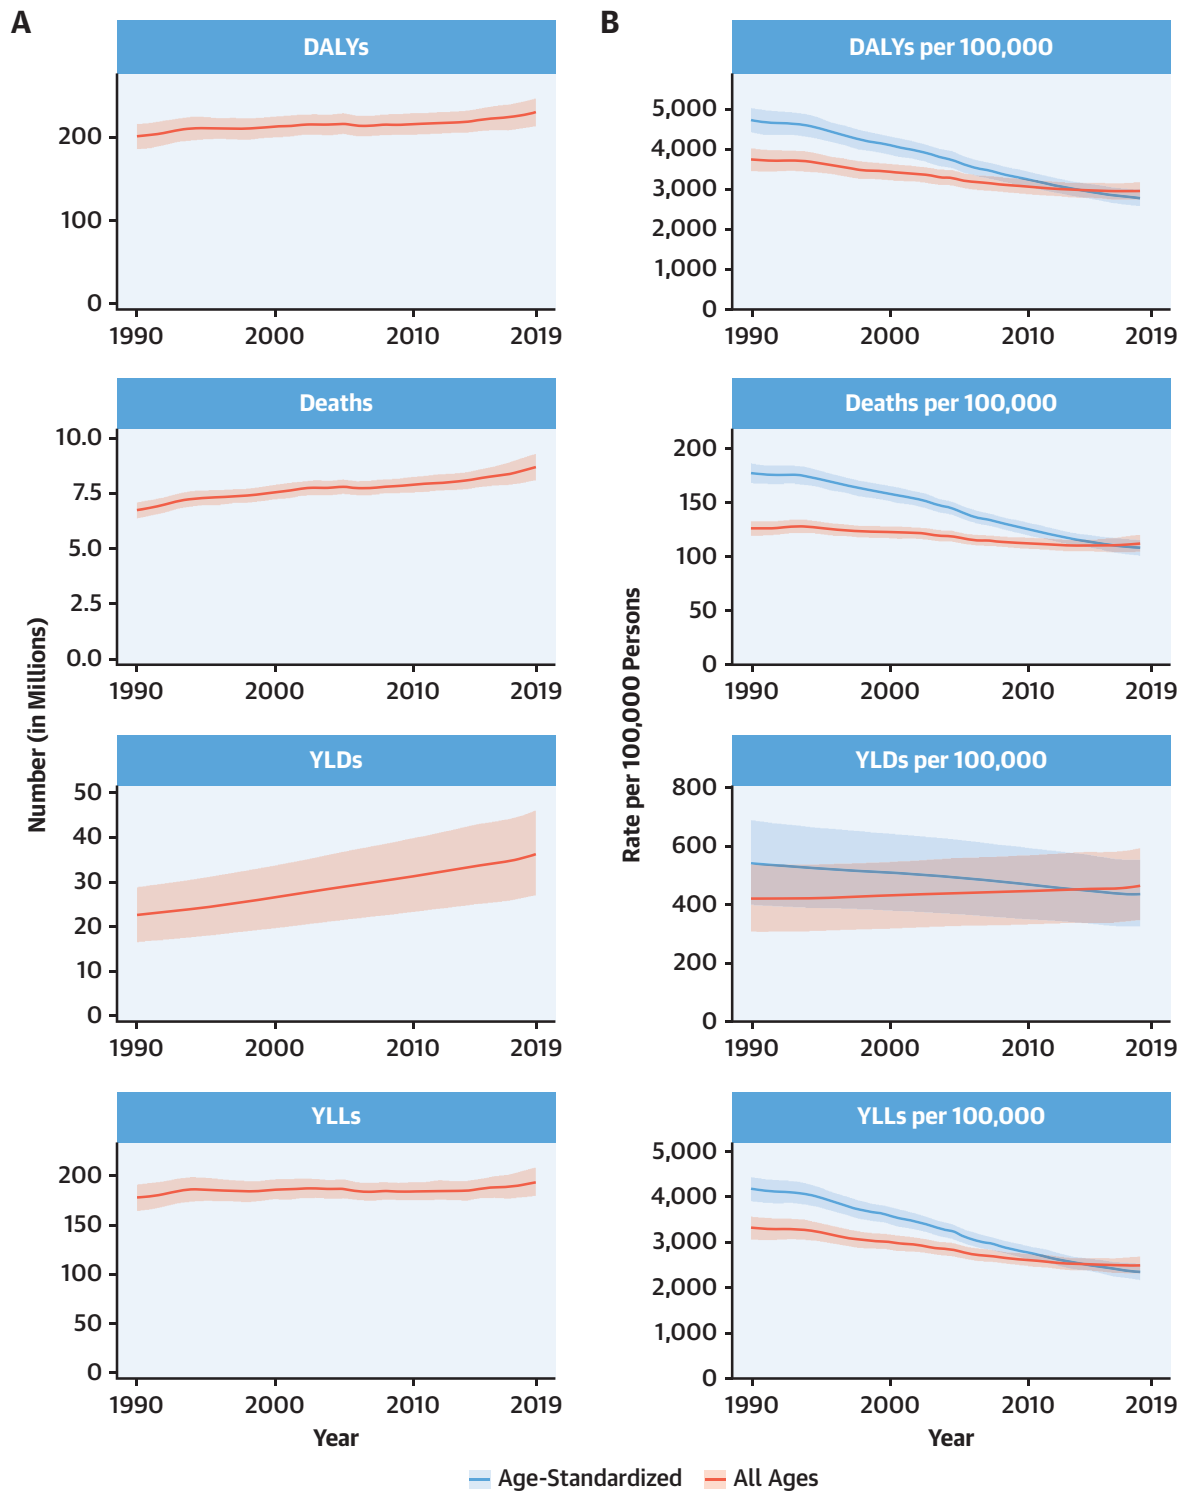 A
B
DALYs
200
100
0
1990 2000 2010 2019
DALYs per 100,000
5,000
4,000
3,000
2,000
1,000
0
1990 2000 2010 2019
Deaths
10.0
7.5
5.0
2.5
0.0
1990 2000 2010 2019
Deaths per 100,000
200
150
100
50
0
1990 2000 2010 2019
Number (in Millions)
Rate per 100,000 Persons
YLDs
50
40
30
20
10
0
1990 2000 2010 2019
YLDs per 100,000
800
600
400
200
0
1990 2000 2010 2019
YLLs
200
150
100
50
0
1990 2000 2010 2019
Year
YLLs per 100,000
5,000
4,000
3,000
2,000
1,000
0
1990 2000 2010 2019
Year
Age-Standardized All Ages